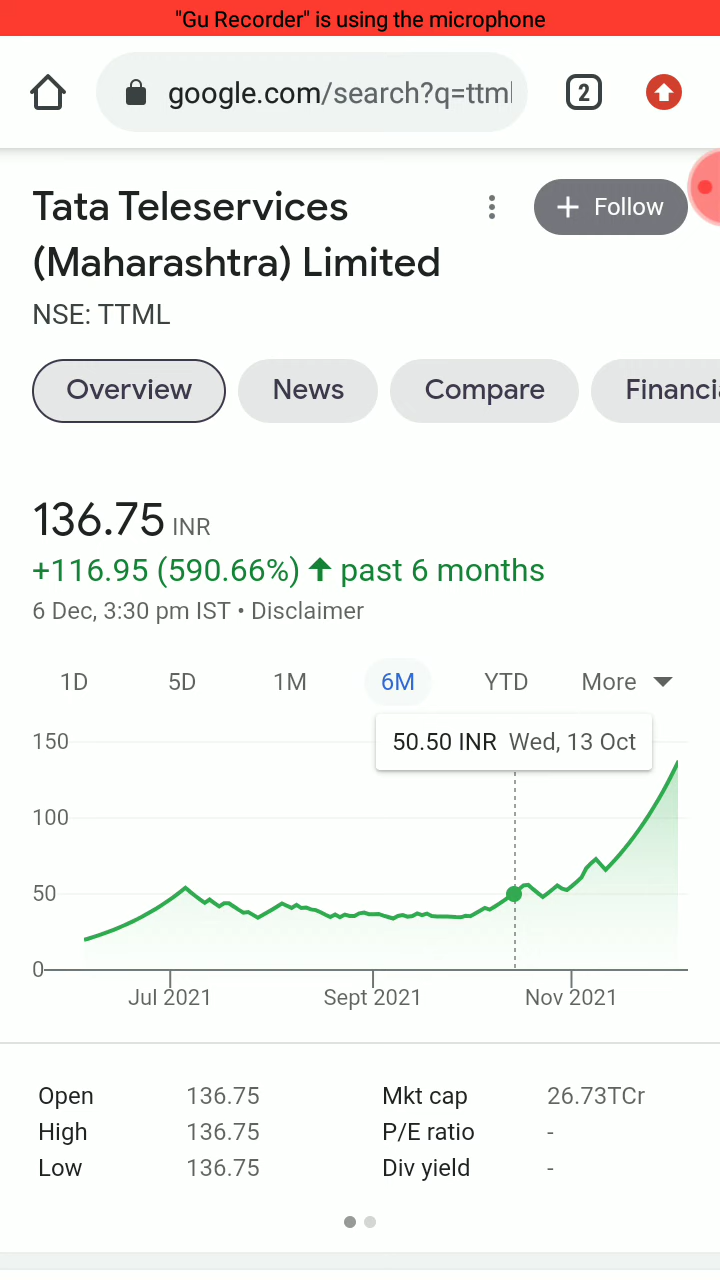 "Gu Recorder" is using the microphone
google.com/search?q=ttml
2
Tata Teleservices
(Maharashtra) Limited
+ Follow
NSE: TTML
Overview News Compare Financi
136.75 INR
+116.95 (590.66%) ↑ past 6 months
6 Dec, 3:30 pm IST • Disclaimer
1D 5D 1M 6M YTD More
50.50 INR Wed, 13 Oct
150
100
50
0
Jul 2021 Sept 2021 Nov 2021
Open 136.75 Mkt cap 26.73TCr
High 136.75 P/E ratio -
Low 136.75 Div yield -